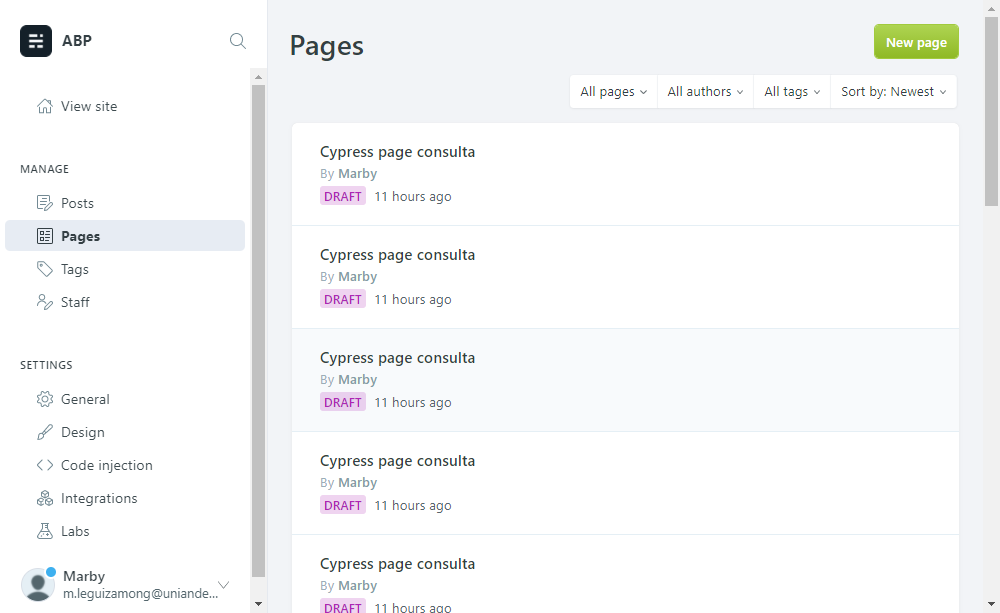 ABP
View site
MANAGE
Posts
Pages
Tags
Staff
SETTINGS
General
Design
Code injection
Integrations
Labs
Marby
m.leguizamong@uniande...
Pages
New page
All pages
All authors
All tags
Sort by: Newest
Cypress page consulta
By Marby
DRAFT 11 hours ago
Cypress page consulta
By Marby
DRAFT 11 hours ago
Cypress page consulta
By Marby
DRAFT 11 hours ago
Cypress page consulta
By Marby
DRAFT 11 hours ago
Cypress page consulta
By Marby
DRAFT 11 hours ago